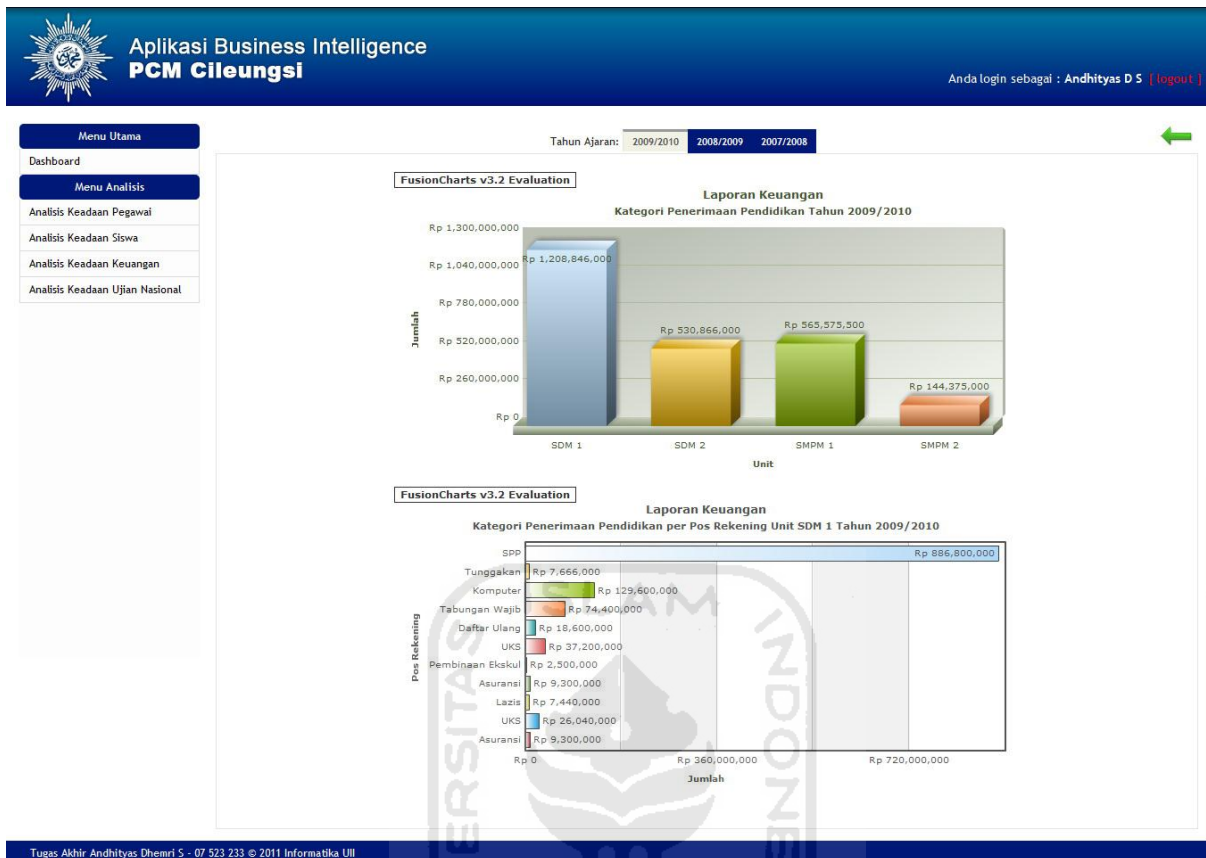 Aplikasi Business Intelligence
PCM Cileungsi
Anda login sebagai : Andhityas D S [ logout ]
Menu Utama
Dashboard
Menu Analisis
Analisis Keadaan Pegawai
Analisis Keadaan Siswa
Analisis Keadaan Keuangan
Analisis Keadaan Ujian Nasional
Tahun Ajaran: 2009/2010 2008/2009 2007/2008
FusionCharts v3.2 Evaluation
Laporan Keuangan
Kategori Penerimaan Pendidikan Tahun 2009/2010
Jumlah
Rp 1,300,000,000
Rp 1,040,000,000
Rp 780,000,000
Rp 520,000,000
Rp 260,000,000
Rp 0
Rp 1,208,846,000
Rp 530,866,000
Rp 565,575,500
Rp 144,375,000
SDM 1 SDM 2 SMPM 1 SMPM 2
Unit
FusionCharts v3.2 Evaluation
Laporan Keuangan
Kategori Penerimaan Pendidikan per Pos Rekening Unit SDM 1 Tahun 2009/2010
Pos Rekening
SPP Rp 886,800,000
Tunggakan Rp 7,666,000
Komputer Rp 129,600,000
Tabungan Wajib Rp 74,400,000
Daftar Ulang Rp 18,600,000
UKS Rp 37,200,000
Pembinaan Ekskul Rp 2,500,000
Asuransi Rp 9,300,000
Lazis Rp 7,440,000
UKS Rp 26,040,000
Asuransi Rp 9,300,000
Rp 0 Rp 360,000,000 Rp 720,000,000
Jumlah
Tugas Akhir Andhityas Dhemri S - 07 523 233 © 2011 Informatika UII